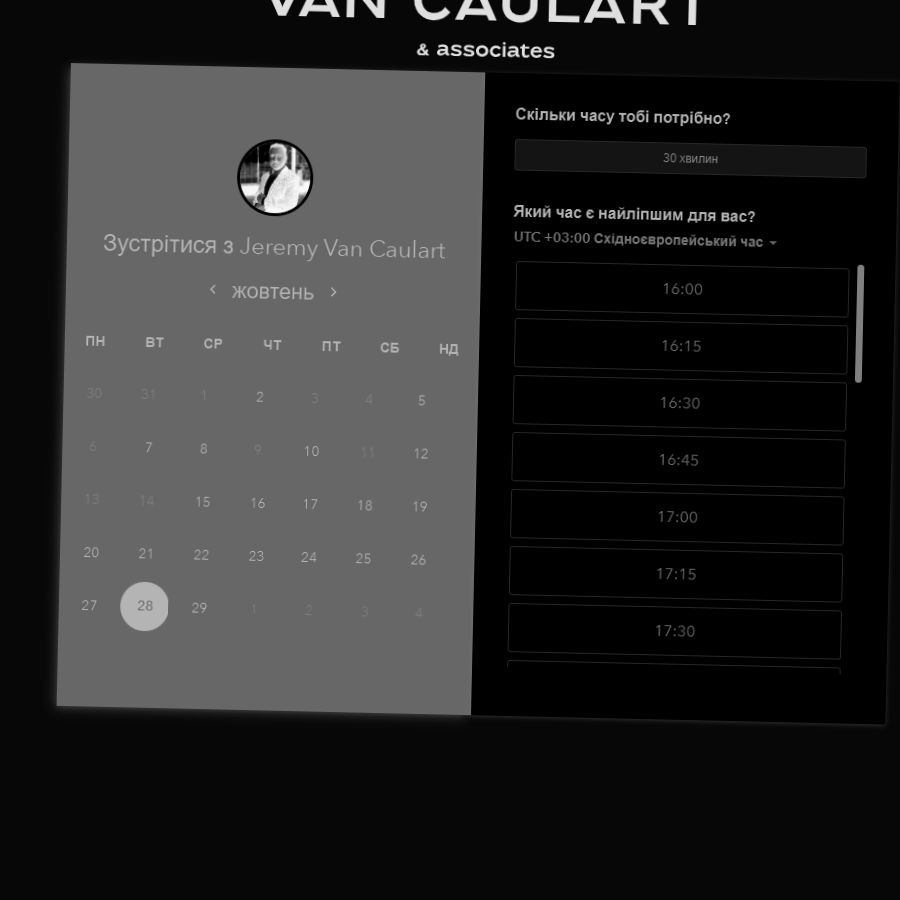 VAN CAULART
& associates
Зустрітися з Jeremy Van Caulart
жовтень
ПН ВТ СР ЧТ ПТ СБ НД
30 31 1 2 3 4 5
6 7 8 9 10 11 12
13 14 15 16 17 18 19
20 21 22 23 24 25 26
27 28 29 1 2 3 4
Скільки часу тобі потрібно?
30 хвилин
Який час є найліпшим для вас?
UTC +03:00 Східноєвропейський час
16:00
16:15
16:30
16:45
17:00
17:15
17:30